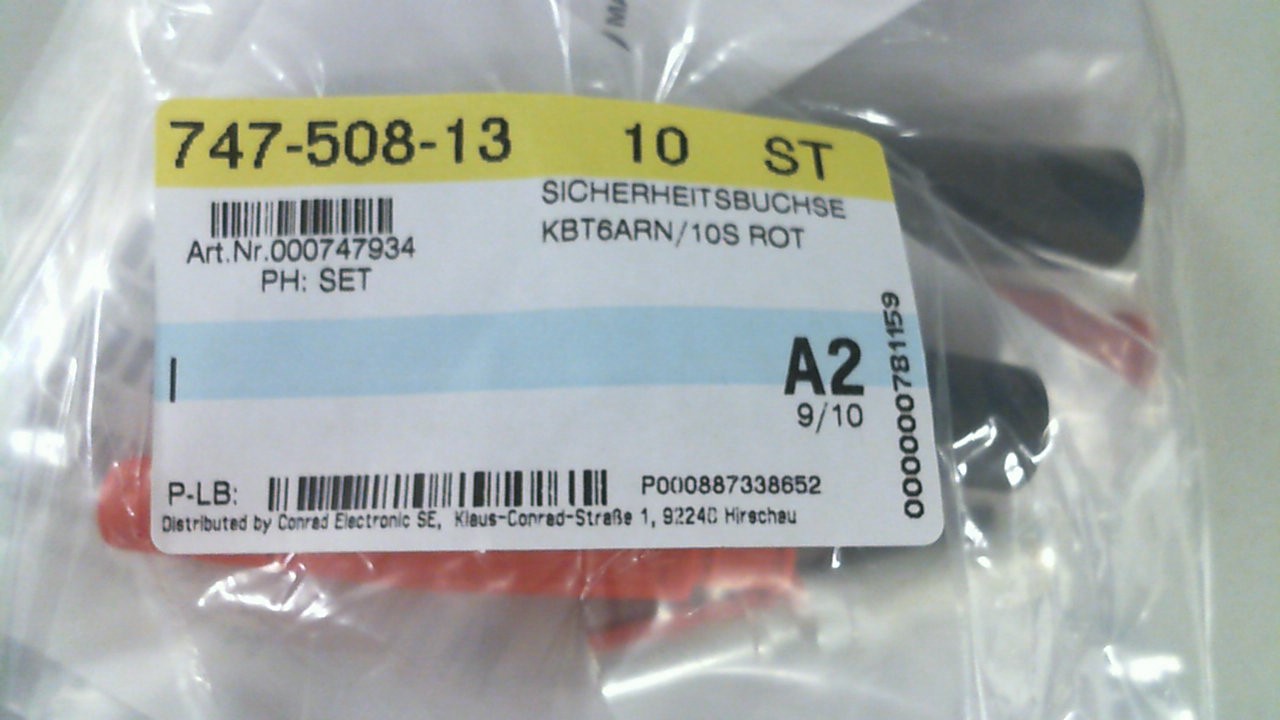 / MA
747-508-13 10 ST
SICHERHEITSBUCHSE
KBT6ARN/10S ROT
Art.Nr.000747934
PH: SET
A2
9/10
0000000781159
P-LB: P000887338652
Distributed by Conrad Electronic SE, Klaus-Conrad-Straße 1, 92240 Hirschau